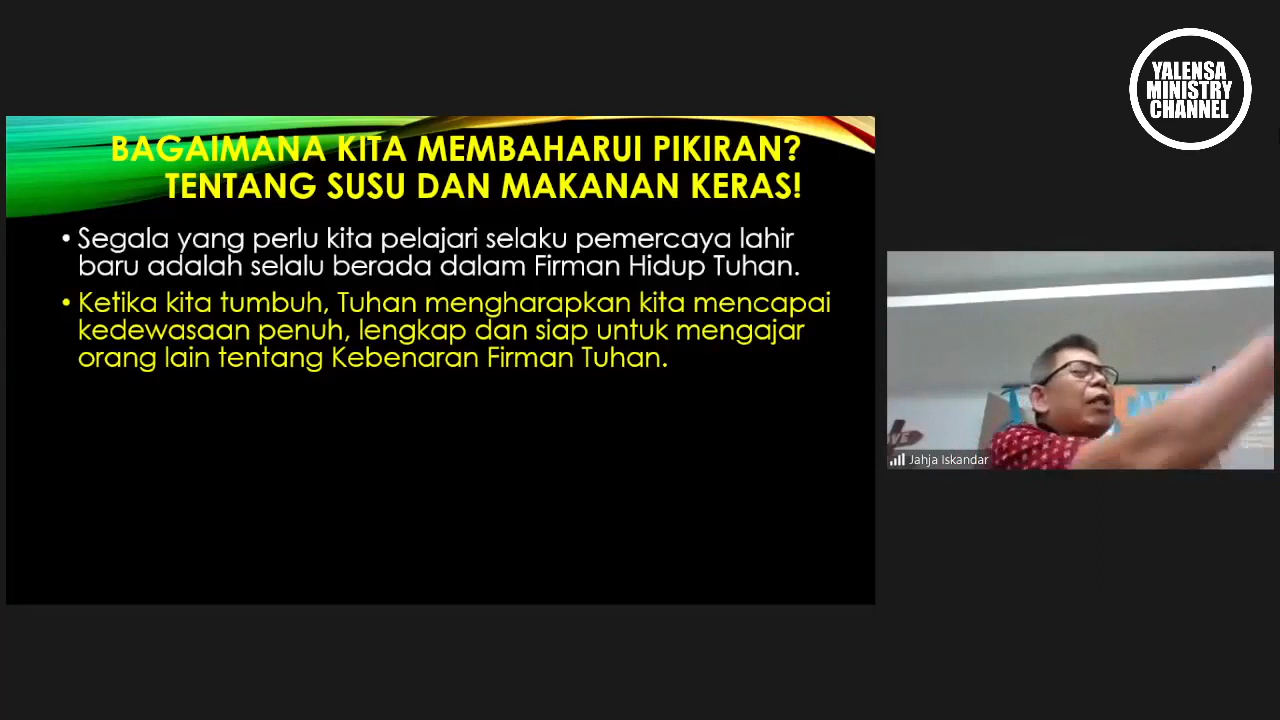 YALENSA
MINISTRY
CHANNEL
BAGAIMANA KITA MEMBAHARUI PIKIRAN?
TENTANG SUSU DAN MAKANAN KERAS!
• Segala yang perlu kita pelajari selaku pemercaya lahir
baru adalah selalu berada dalam Firman Hidup Tuhan.
• Ketika kita tumbuh, Tuhan mengharapkan kita mencapai
kedewasaan penuh, lengkap dan siap untuk mengajar
orang lain tentang Kebenaran Firman Tuhan.
Jahja Iskandar